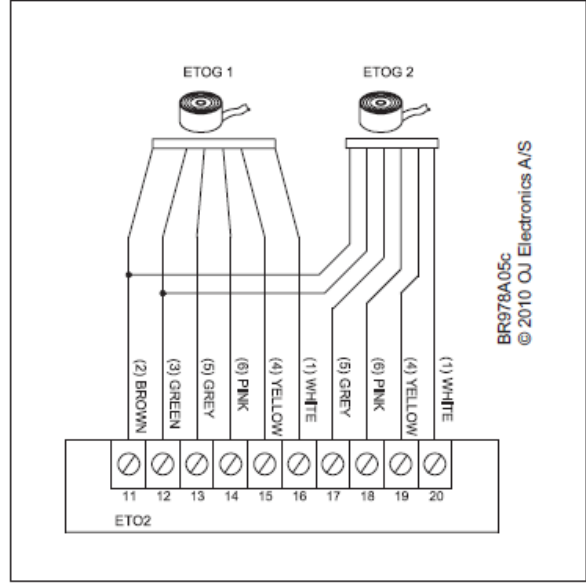 ETOG 1
ETOG 2
(2) BROWN
(3) GREEN
(5) GREY
(6) PINK
(4) YELLOW
(1) WHITE
(5) GREY
(6) PINK
(4) YELLOW
(1) WHITE
11 12 13 14 15 16 17 18 19 20
ETO2
BR978A05c
© 2010 OJ Electronics A/S